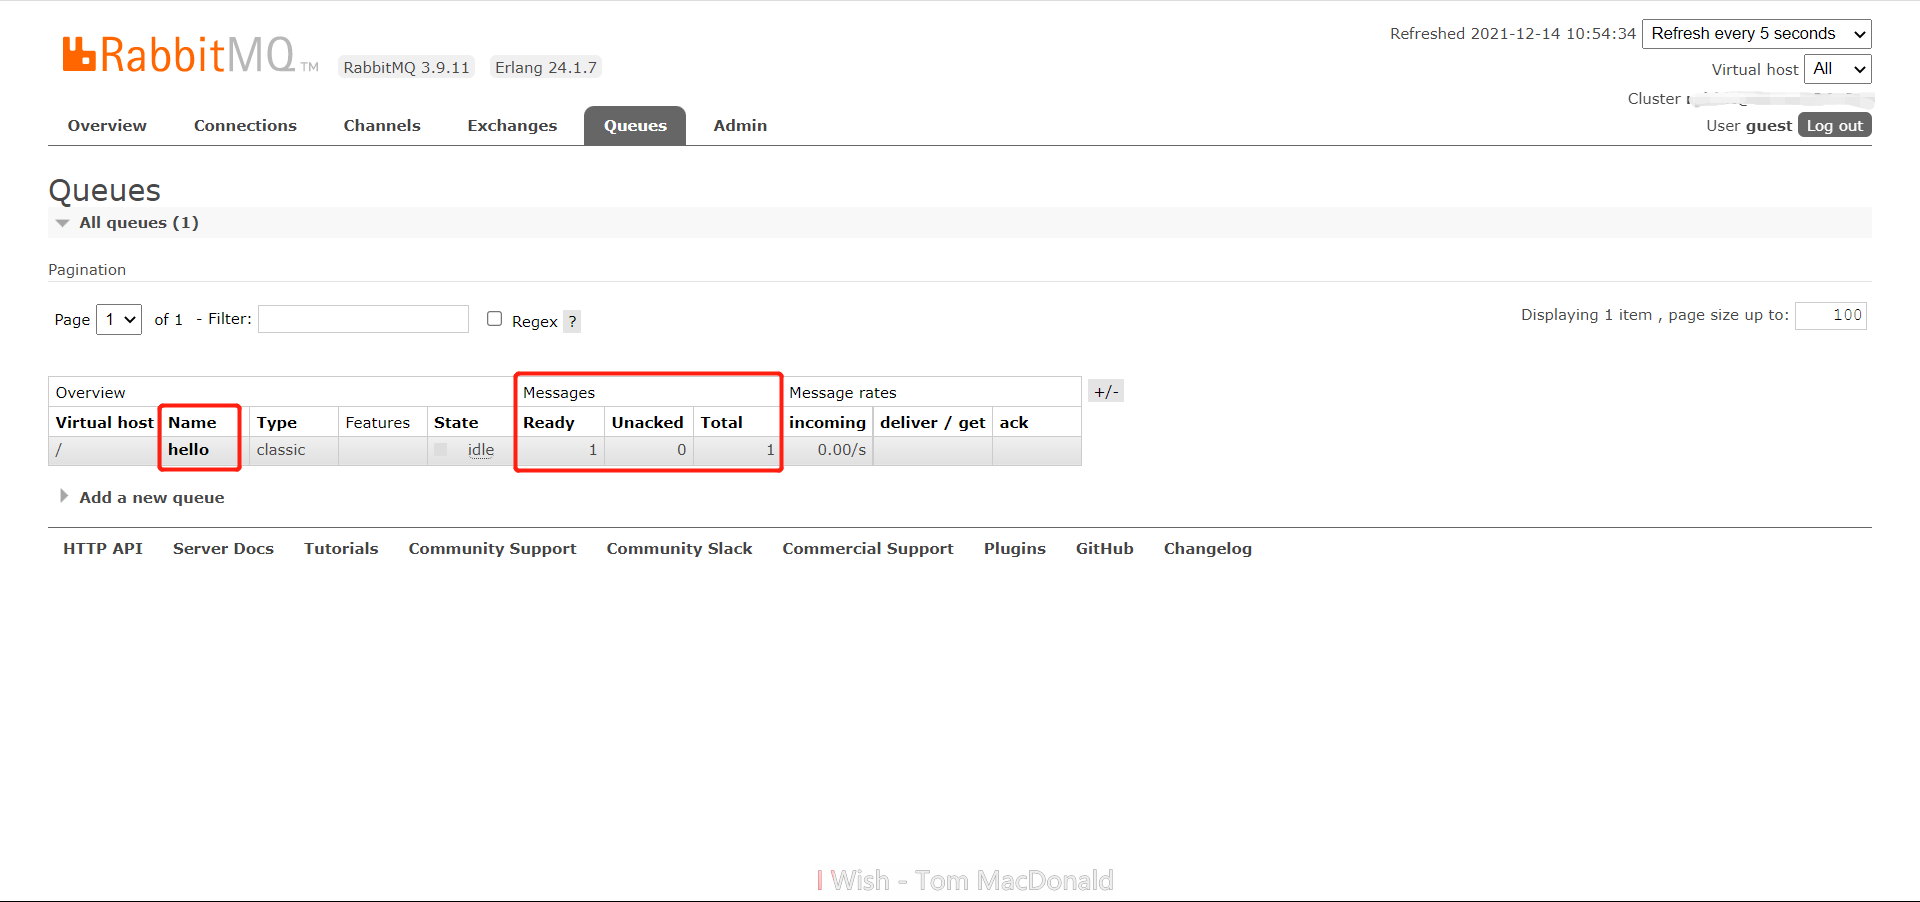 RabbitMQ TM RabbitMQ 3.9.11 Erlang 24.1.7
Refreshed 2021-12-14 10:54:34 Refresh every 5 seconds
Virtual host All
Cluster
User guest Log out
Overview Connections Channels Exchanges Queues Admin
Queues
All queues (1)
Pagination
Page 1 of 1 - Filter: Regex ?
Displaying 1 item , page size up to: 100
Overview Messages Message rates +/-
Virtual host Name Type Features State Ready Unacked Total incoming deliver / get ack
/ hello classic idle 1 0 1 0.00/s
Add a new queue
HTTP API Server Docs Tutorials Community Support Community Slack Commercial Support Plugins GitHub Changelog
I Wish - Tom MacDonald